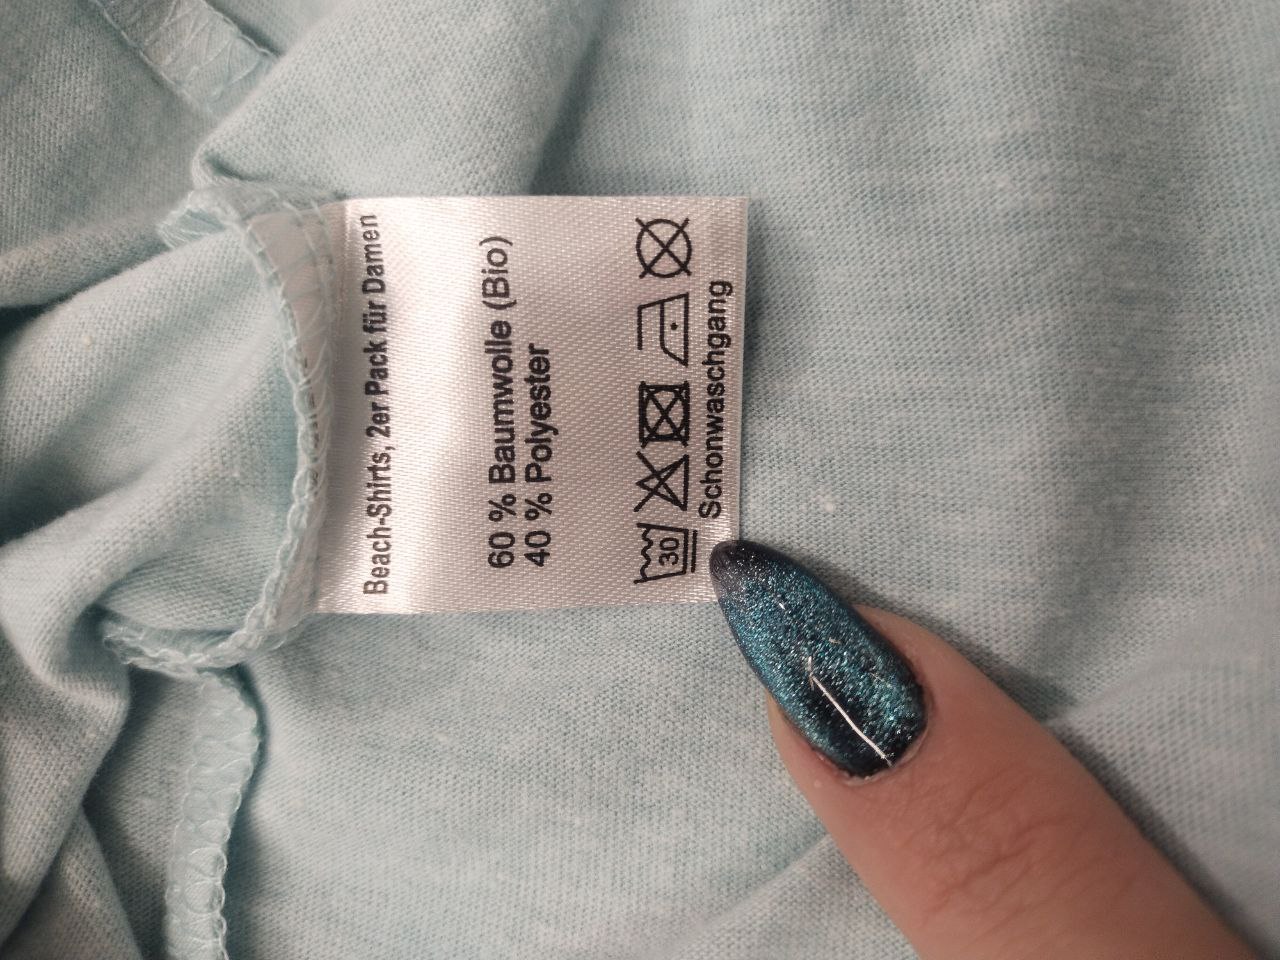 Beach-Shirts, 2er Pack für Damen
60 % Baumwolle (Bio)
40 % Polyester
30
Schonwaschgang